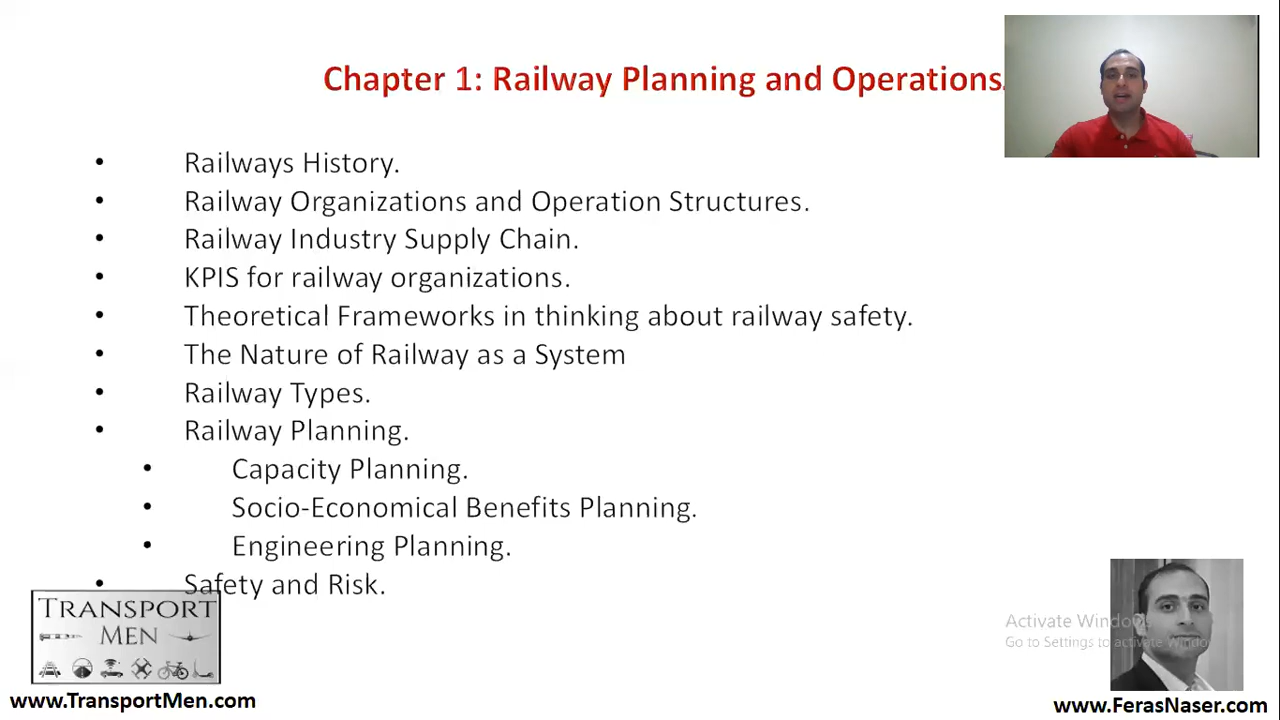 Chapter 1: Railway Planning and Operations.
• Railways History.
• Railway Organizations and Operation Structures.
• Railway Industry Supply Chain.
• KPIS for railway organizations.
• Theoretical Frameworks in thinking about railway safety.
• The Nature of Railway as a System
• Railway Types.
• Railway Planning.
• Capacity Planning.
• Socio-Economical Benefits Planning.
• Engineering Planning.
• Safety and Risk.
TRANSPORT
MEN
www.TransportMen.com
Activate Windows
Go to Settings to activate Windows
www.FerasNaser.com